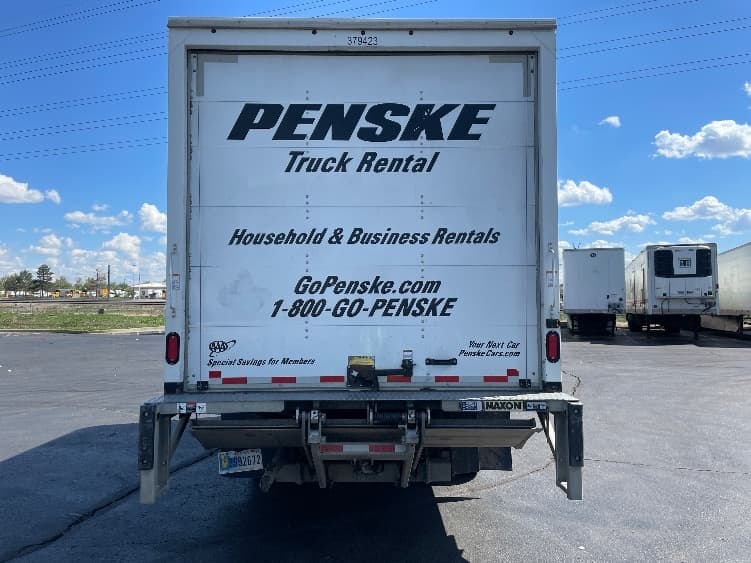 379423
PENSKE
Truck Rental
Household & Business Rentals
GoPenske.com
1-800-GO-PENSKE
AAA
Special Savings for Members
Your Next Car
PenskeCars.com
MAXON